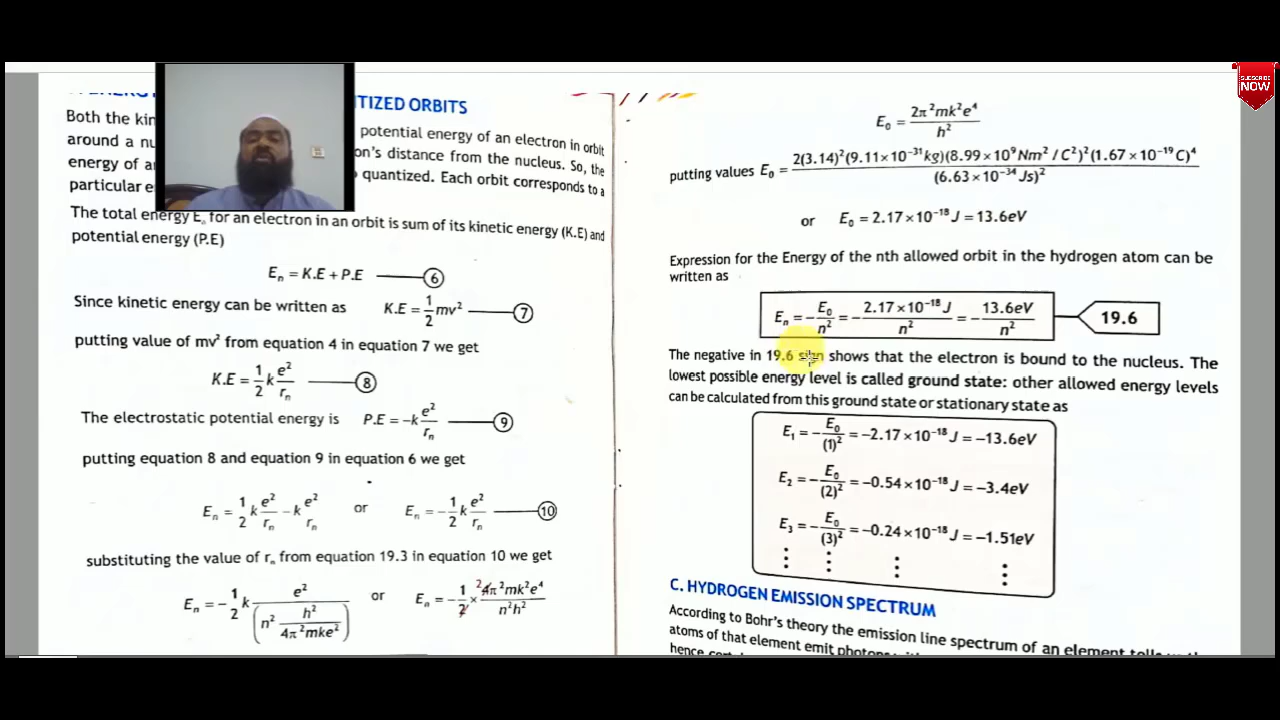 TIZED ORBITS
Both the kin potential energy of an electron in orbit
around a nu on's distance from the nucleus. So, the
energy of a quantized. Each orbit corresponds to a
particular e
The total energy Eₙ for an electron in an orbit is sum of its kinetic energy (K.E) and
potential energy (P.E)
Eₙ = K.E + P.E 6
Since kinetic energy can be written as K.E = 1/2 mv² 7
putting value of mv² from equation 4 in equation 7 we get
K.E = 1/2 k e²/rₙ 8
The electrostatic potential energy is P.E = -k e²/rₙ 9
putting equation 8 and equation 9 in equation 6 we get
Eₙ = 1/2 k e²/rₙ - k e²/rₙ or Eₙ = -1/2 k e²/rₙ 10
substituting the value of rₙ from equation 19.3 in equation 10 we get
Eₙ = -1/2 k e²/(n² h²/4π²mke²) or Eₙ = -1/2 × 2 4π²mk²e⁴/n²h²
E₀ = 2π²mk²e⁴/h²
putting values E₀ = 2(3.14)²(9.11×10⁻³¹kg)(8.99×10⁹Nm²/C²)²(1.67×10⁻¹⁹C)⁴/(6.63×10⁻³⁴Js)²
or E₀ = 2.17×10⁻¹⁸J = 13.6eV
Expression for the Energy of the nth allowed orbit in the hydrogen atom can be
written as
Eₙ = -E₀/n² = -2.17×10⁻¹⁸J/n² = -13.6eV/n² 19.6
The negative in 19.6 sign shows that the electron is bound to the nucleus. The
lowest possible energy level is called ground state: other allowed energy levels
can be calculated from this ground state or stationary state as
E₁ = -E₀/(1)² = -2.17×10⁻¹⁸J = -13.6eV
E₂ = -E₀/(2)² = -0.54×10⁻¹⁸J = -3.4eV
E₃ = -E₀/(3)² = -0.24×10⁻¹⁸J = -1.51eV
C. HYDROGEN EMISSION SPECTRUM
According to Bohr's theory the emission line spectrum of an element tells
atoms of that element emit photons
SUBSCRIBE
NOW